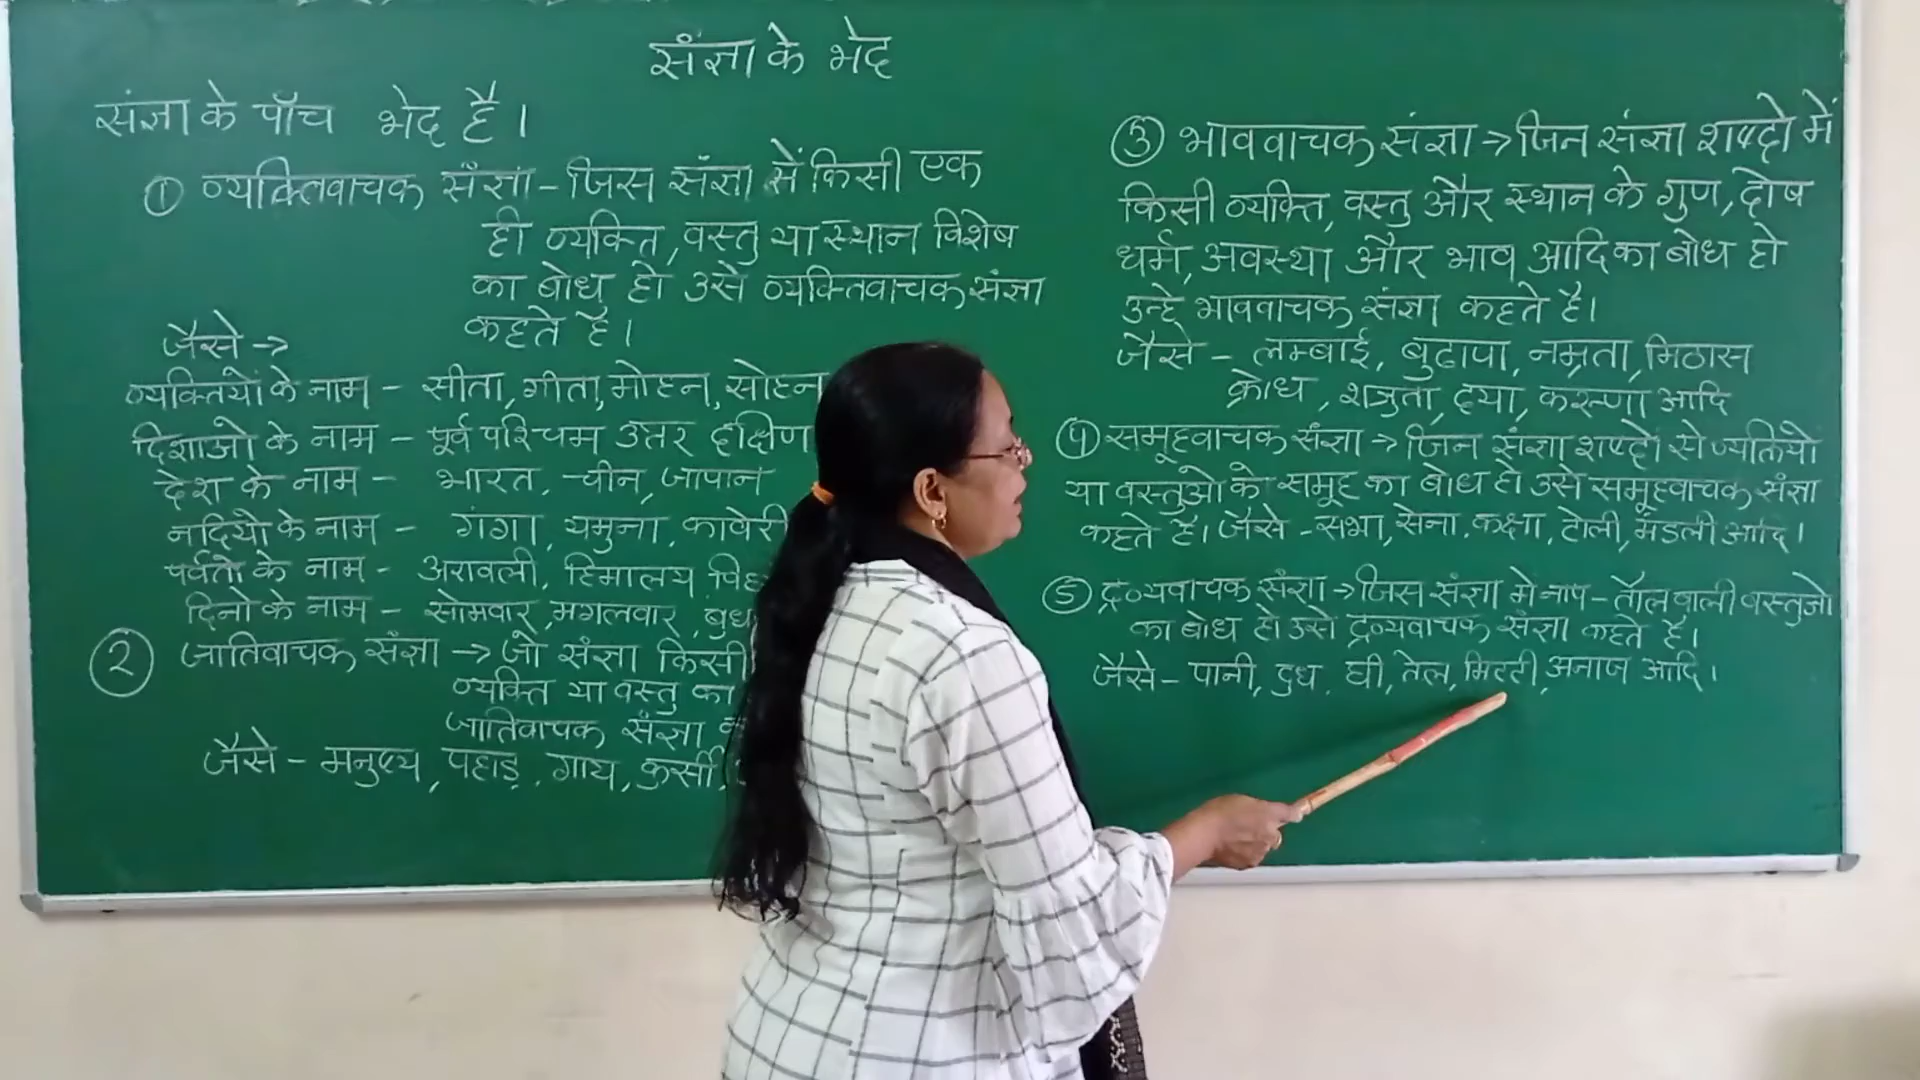 संज्ञा के भेद
संज्ञा के पाँच भेद है।
① व्यक्तिवाचक संज्ञा – जिस संज्ञा से किसी एक
ही व्यक्ति, वस्तु या स्थान विशेष
का बोध हो उसे व्यक्तिवाचक संज्ञा
कहते है।
जैसे →
व्यक्तियों के नाम – सीता, गीता, मोहन, सोहन
दिशाओ के नाम – पूर्व पश्चिम उतर दक्षिण
देश के नाम – भारत, चीन, जापान
नदियो के नाम – गंगा, यमुना, कावेरी
पर्वतो के नाम – अरावली, हिमालय
दिनो के नाम – सोमवार, मगलवार, बुध
② जातिवाचक संज्ञा → जो संज्ञा किसी
व्यक्ति या वस्तु का
जातिवाचक संज्ञा
जैसे – मनुष्य, पहाड़, गाय, कुर्सी,
③ भाववाचक संज्ञा → जिन संज्ञा शब्दो में
किसी व्यक्ति, वस्तु और स्थान के गुण, दोष
धर्म, अवस्था और भाव आदि का बोध हो
उन्हे भाववाचक संज्ञा कहते है।
जैसे – लम्बाई, बुढापा, नम्रता, मिठास
क्रोध, शत्रुता, दया, करूणा आदि
④ समूहवाचक संज्ञा → जिन संज्ञा शब्दो से व्यक्तियो
या वस्तुओ के समूह का बोध हो उसे समूहवाचक संज्ञा
कहते है। जैसे – सभा, सेना, कक्षा, टोली, मंडली आदि।
⑤ द्रव्यवाचक संज्ञा → जिस संज्ञा मे नाप – तौल वाली वस्तुओ
का बोध हो उसे द्रव्यवाचक संज्ञा कहते है।
जैसे – पानी, दुध, घी, तेल, मिटटी, अनाज आदि।